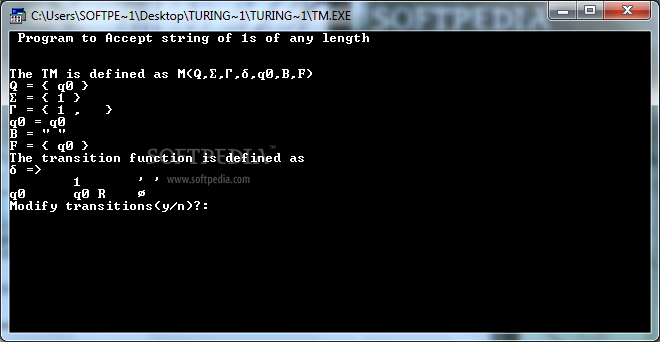 C:\Users\SOFTPE~1\Desktop\TURING~1\TURING~1\TM.EXE
Program to Accept string of 1s of any length
The TM is defined as M(Q,Σ,Γ,δ,q0,B,F)
Q = { q0 }
Σ = { 1 }
Γ = { 1 ,   }
q0 = q0
B = " "
F = { q0 }
SOFTPEDIA™
The transition function is defined as
δ =>
www.softpedia.com
1 ' '
q0 q0 R ø
Modify transitions(y/n)?: